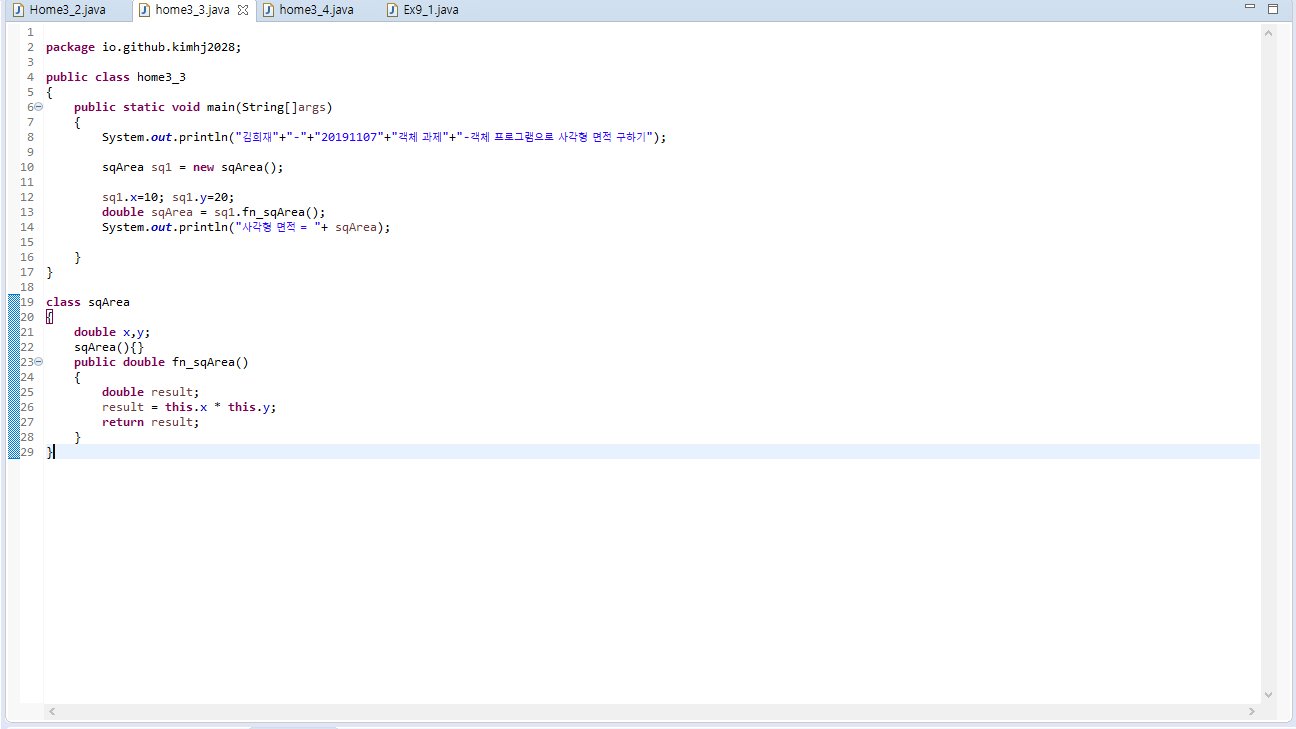 Home3_2.java home3_3.java home3_4.java Ex9_1.java
1
2 package io.github.kimhj2028;
3
4 public class home3_3
5 {
6 public static void main(String[]args)
7 {
8 System.out.println("김희재"+"-"+"20191107"+"객체 과제"+"-객체 프로그램으로 사각형 면적 구하기");
9
10 sqArea sq1 = new sqArea();
11
12 sq1.x=10; sq1.y=20;
13 double sqArea = sq1.fn_sqArea();
14 System.out.println("사각형 면적 = "+ sqArea);
15
16 }
17 }
18
19 class sqArea
20 {
21 double x,y;
22 sqArea(){}
23 public double fn_sqArea()
24 {
25 double result;
26 result = this.x * this.y;
27 return result;
28 }
29 }